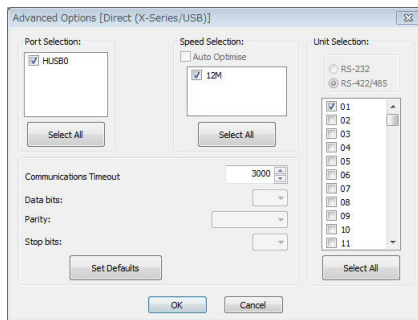 Advanced Options [Direct (X-Series/USB)]
Port Selection:
HUSB0
Select All
Speed Selection:
Auto Optimise
12M
Select All
Unit Selection:
RS-232
RS-422/485
01
02
03
04
05
06
07
08
09
10
11
Select All
Communications Timeout
3000
Data bits:
Parity:
Stop bits:
Set Defaults
OK
Cancel